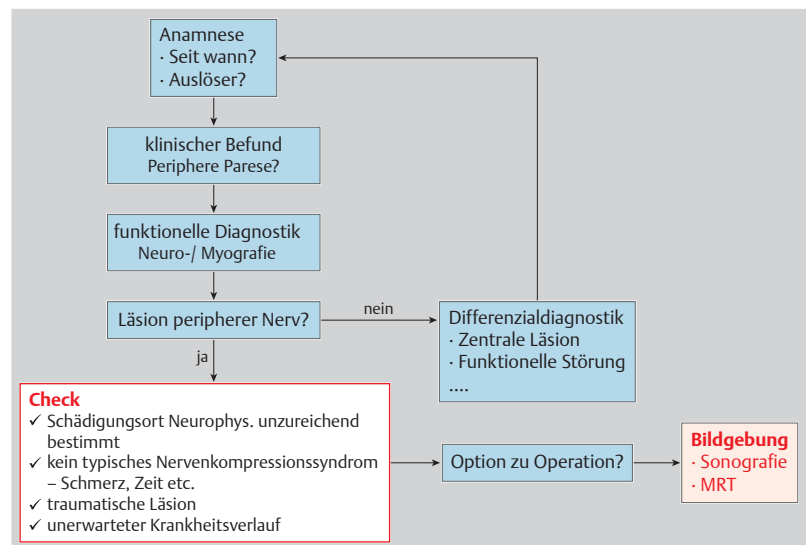 Anamnese
· Seit wann?
· Auslöser?
klinischer Befund
Periphere Parese?
funktionelle Diagnostik
Neuro-/ Myografie
Läsion peripherer Nerv?
nein
Differenzialdiagnostik
· Zentrale Läsion
· Funktionelle Störung
....
ja
Check
✓ Schädigungsort Neurophys. unzureichend
bestimmt
✓ kein typisches Nervenkompressionssyndrom
– Schmerz, Zeit etc.
✓ traumatische Läsion
✓ unerwarteter Krankheitsverlauf
Option zu Operation?
Bildgebung
· Sonografie
· MRT